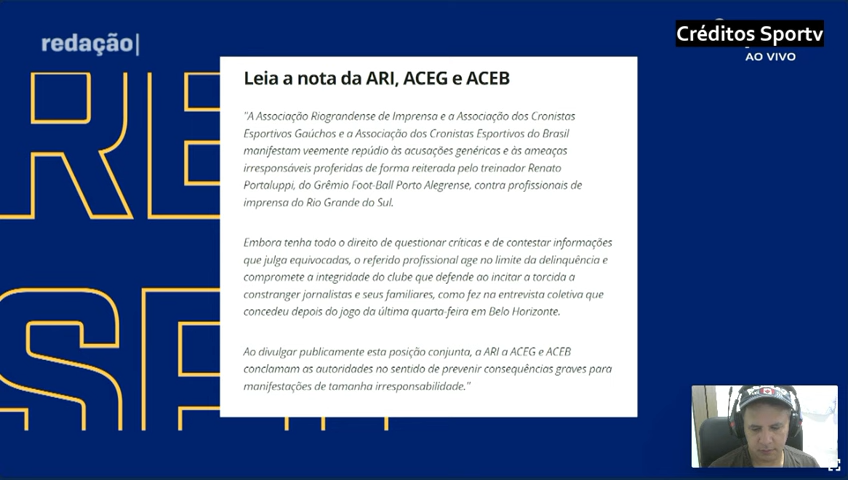 redação|
Créditos Sportv
AO VIVO
RE
SE
Leia a nota da ARI, ACEG e ACEB
"A Associação Riograndense de Imprensa e a Associação dos Cronistas
Esportivos Gaúchos e a Associação dos Cronistas Esportivos do Brasil
manifestam veemente repúdio às acusações genéricas e às ameaças
irresponsáveis proferidas de forma reiterada pelo treinador Renato
Portaluppi, do Grêmio Foot-Ball Porto Alegrense, contra profissionais de
imprensa do Rio Grande do Sul.
Embora tenha todo o direito de questionar críticas e de contestar informações
que julga equivocadas, o referido profissional age no limite da delinquência e
compromete a integridade do clube que defende ao incitar a torcida a
constranger jornalistas e seus familiares, como fez na entrevista coletiva que
concedeu depois do jogo da última quarta-feira em Belo Horizonte.
Ao divulgar publicamente esta posição conjunta, a ARI a ACEG e ACEB
conclamam as autoridades no sentido de prevenir consequências graves para
manifestações de tamanha irresponsabilidade."